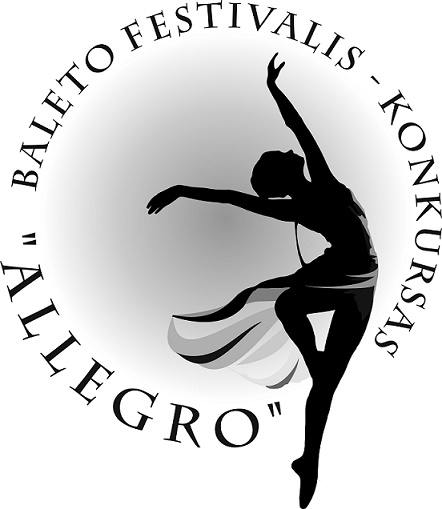 BALETO FESTIVALIS - KONKURSAS
"ALLEGRO"